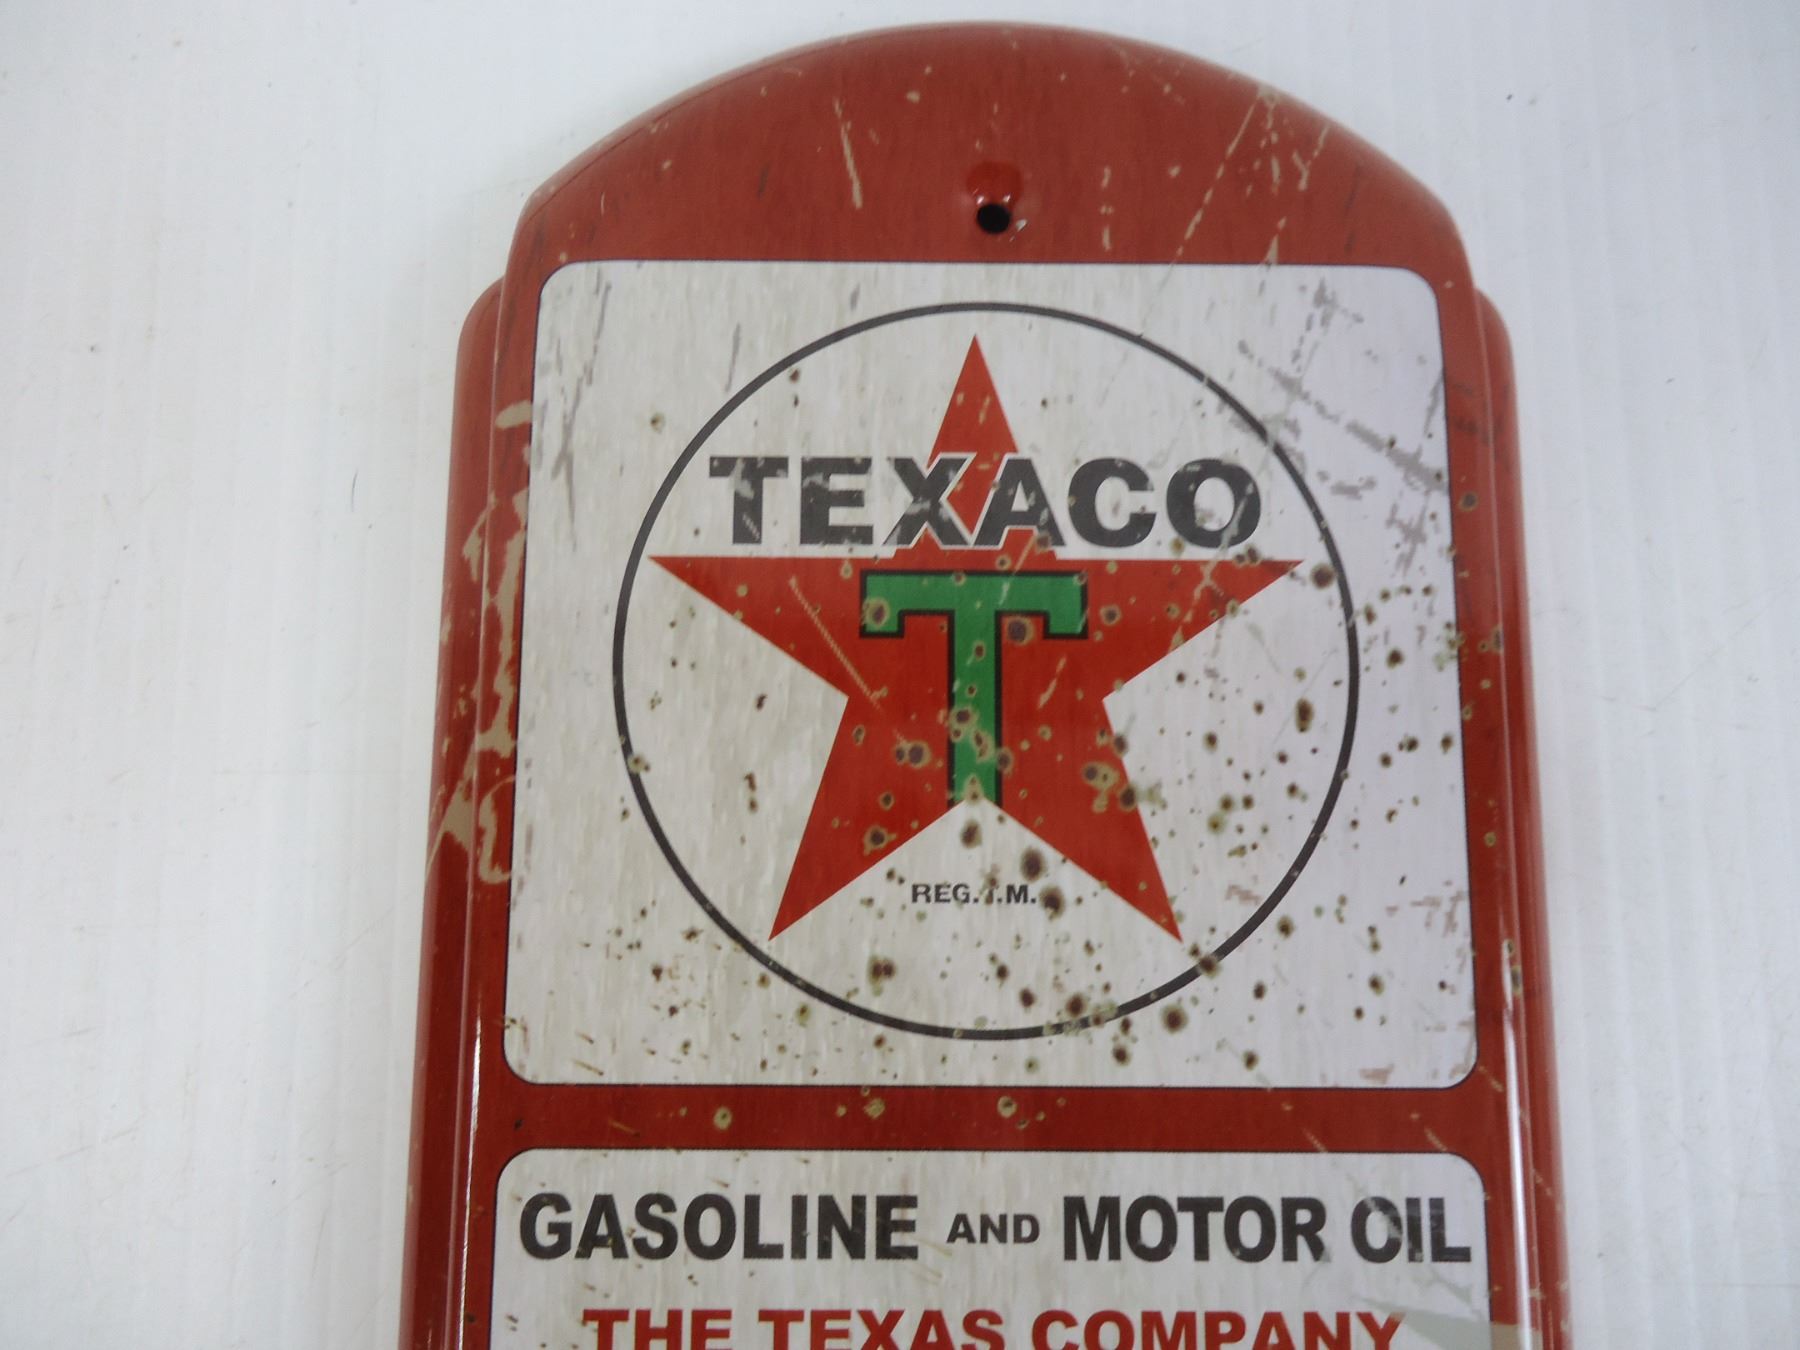 TEXACO
T
REG. T.M.
GASOLINE AND MOTOR OIL
THE TEXAS COMPANY